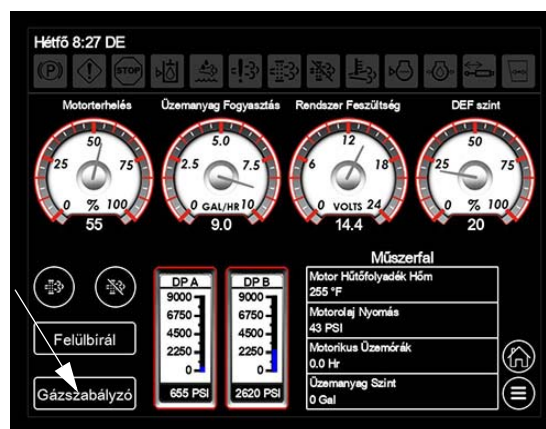 Hétfő 8:27 DE
P STOP
Motorterhelés Üzemanyag Fogyasztás Rendszer Feszültség DEF szint
50 5.0 12 50
25 75 2.5 7.5 6 18 25 75
0 % 100 0 GAL/HR 10 0 VOLTS 24 0 % 100
55 9.0 14.4 20
Műszerfal
DP A DP B Motor Hűtőfolyadék Hőm
9000 9000 255 °F
6750 6750 Motorolaj Nyomás
4500 4500 43 PSI
2250 2250 Motorikus Üzemórák
0 0 0.0 Hr
655 PSI 2620 PSI Üzemanyag Szint
0 Gal
Felülbírál
Gázszabályzó